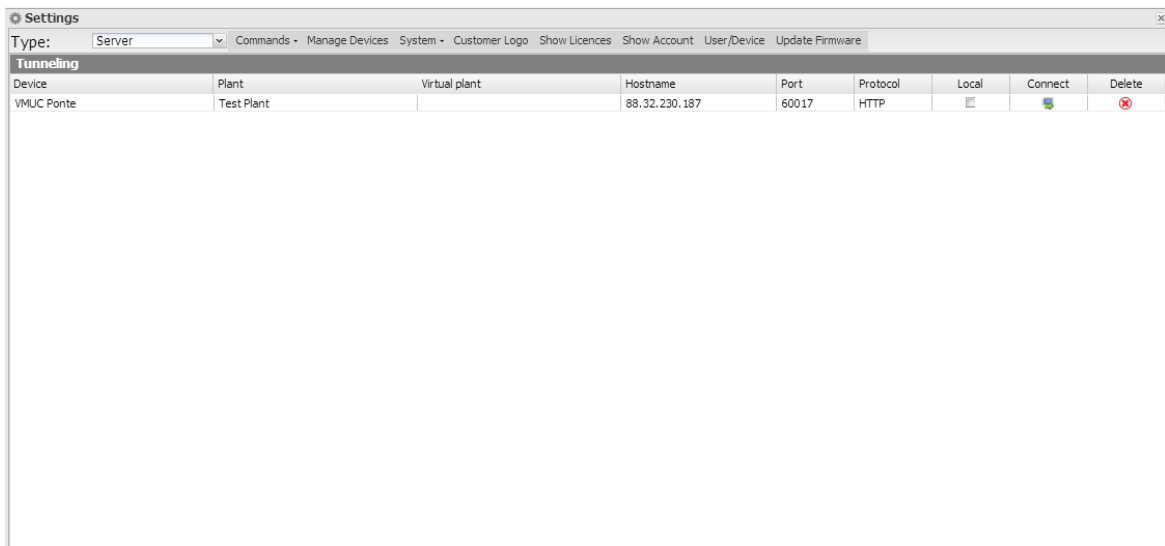 Settings
Type: Server Commands Manage Devices System Customer Logo Show Licences Show Account User/Device Update Firmware
Tunneling
Device Plant Virtual plant Hostname Port Protocol Local Connect Delete
VMUC Ponte Test Plant 88.32.230.187 60017 HTTP